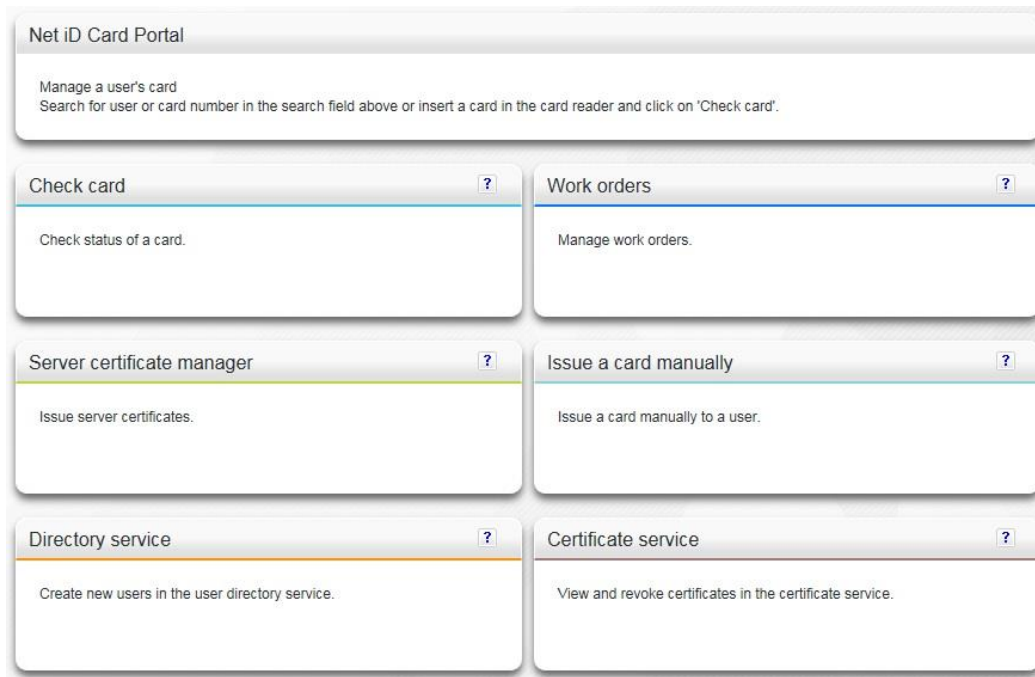 Net iD Card Portal
Manage a user's card
Search for user or card number in the search field above or insert a card in the card reader and click on 'Check card'.
Check card ?
Check status of a card.
Work orders ?
Manage work orders.
Server certificate manager ?
Issue server certificates.
Issue a card manually ?
Issue a card manually to a user.
Directory service ?
Create new users in the user directory service.
Certificate service ?
View and revoke certificates in the certificate service.